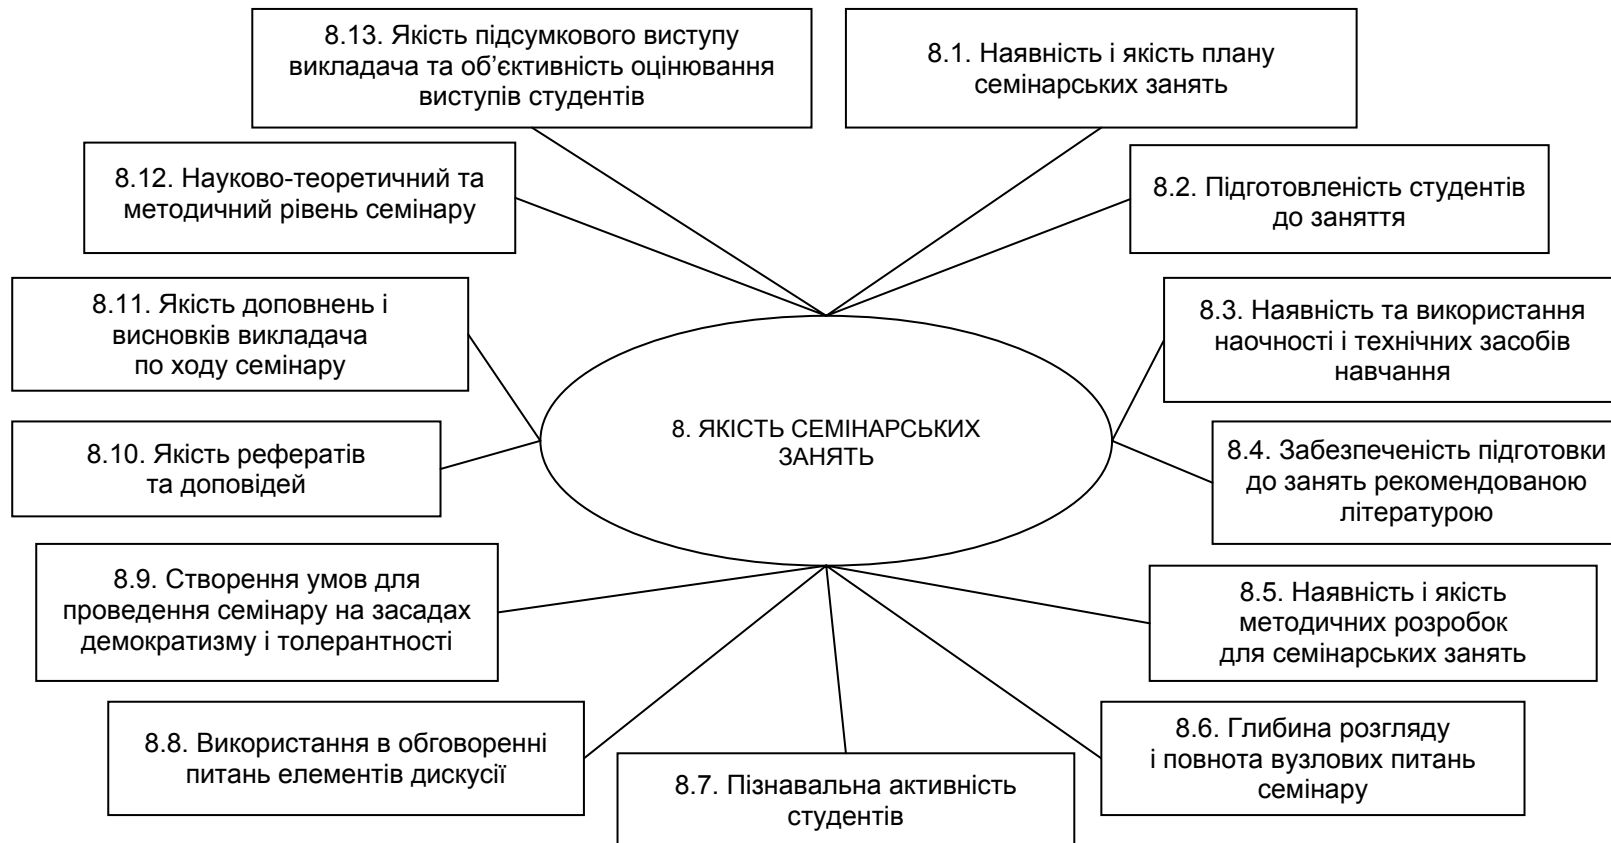 8.13. Якість підсумкового виступу
викладача та об’єктивність оцінювання
виступів студентів
8.1. Наявність і якість плану
семінарських занять
8.12. Науково-теоретичний та
методичний рівень семінару
8.2. Підготовленість студентів
до заняття
8.11. Якість доповнень і
висновків викладача
по ходу семінару
8.3. Наявність та використання
наочності і технічних засобів
навчання
8. ЯКІСТЬ СЕМІНАРСЬКИХ
ЗАНЯТЬ
8.10. Якість рефератів
та доповідей
8.4. Забезпеченість підготовки
до занять рекомендованою
літературою
8.9. Створення умов для
проведення семінару на засадах
демократизму і толерантності
8.5. Наявність і якість
методичних розробок
для семінарських занять
8.8. Використання в обговоренні
питань елементів дискусії
8.7. Пізнавальна активність
студентів
8.6. Глибина розгляду
і повнота вузлових питань
семінару